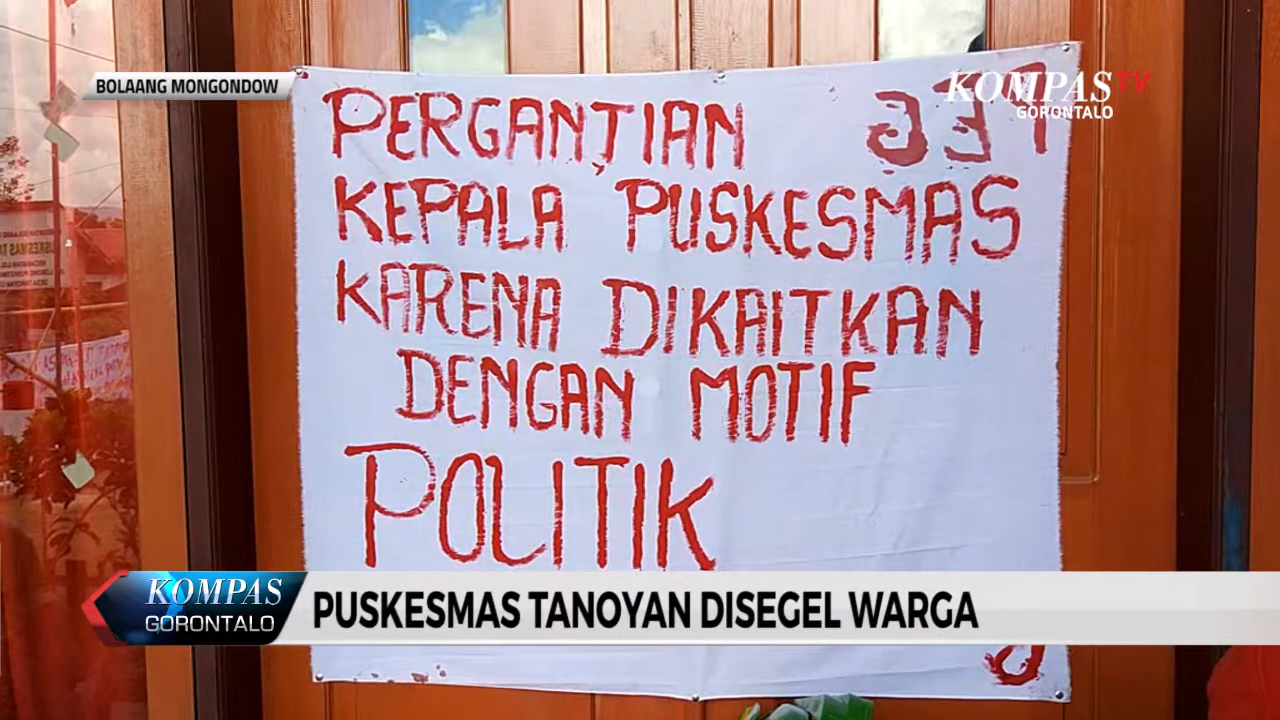 BOLAANG MONGONDOW
KOMPAS TV
GORONTALO
PERGANTIAN
KEPALA PUSKESMAS
KARENA DIKAITKAN
DENGAN MOTIF
POLITIK
KOMPAS
GORONTALO
PUSKESMAS TANOYAN DISEGEL WARGA